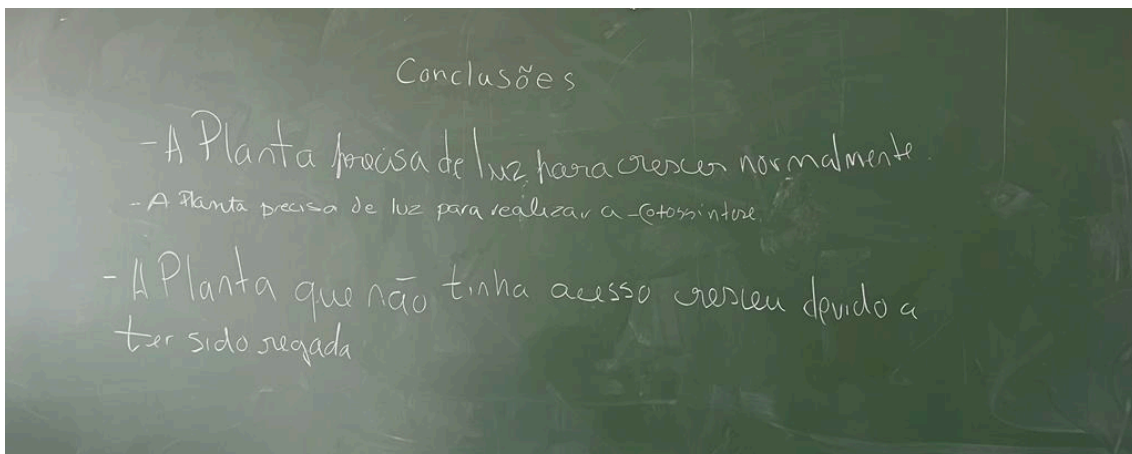 Conclusões
- A Planta precisa de luz para crescer normalmente.
- A Planta precisa de luz para realizar a fotossíntese.
- A Planta que não tinha acesso cresceu devido a
ter sido regada